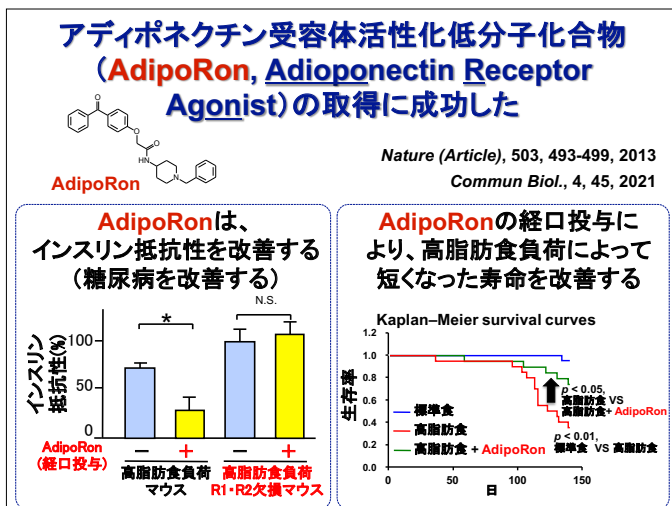 アディポネクチン受容体活性化低分子化合物
（AdipoRon, Adioponectin Receptor
Agonist）の取得に成功した
O
O
O
HN
N
AdipoRon
Nature (Article), 503, 493-499, 2013
Commun Biol., 4, 45, 2021
AdipoRonは、
インスリン抵抗性を改善する
（糖尿病を改善する）
N.S.
*
インスリン
抵抗性(%)
100
50
0
AdipoRon
(経口投与)
− + − +
高脂肪食負荷
マウス
高脂肪食負荷
R1・R2欠損マウス
AdipoRonの経口投与に
より、高脂肪食負荷によって
短くなった寿命を改善する
Kaplan–Meier survival curves
生存率
1.2
1.0
0.8
0.6
0.4
0.2
0.0
標準食
高脂肪食
高脂肪食 + AdipoRon
p < 0.05,
高脂肪食 VS
高脂肪食+ AdipoRon
p < 0.01,
標準食 VS 高脂肪食
0 50 100 150
日